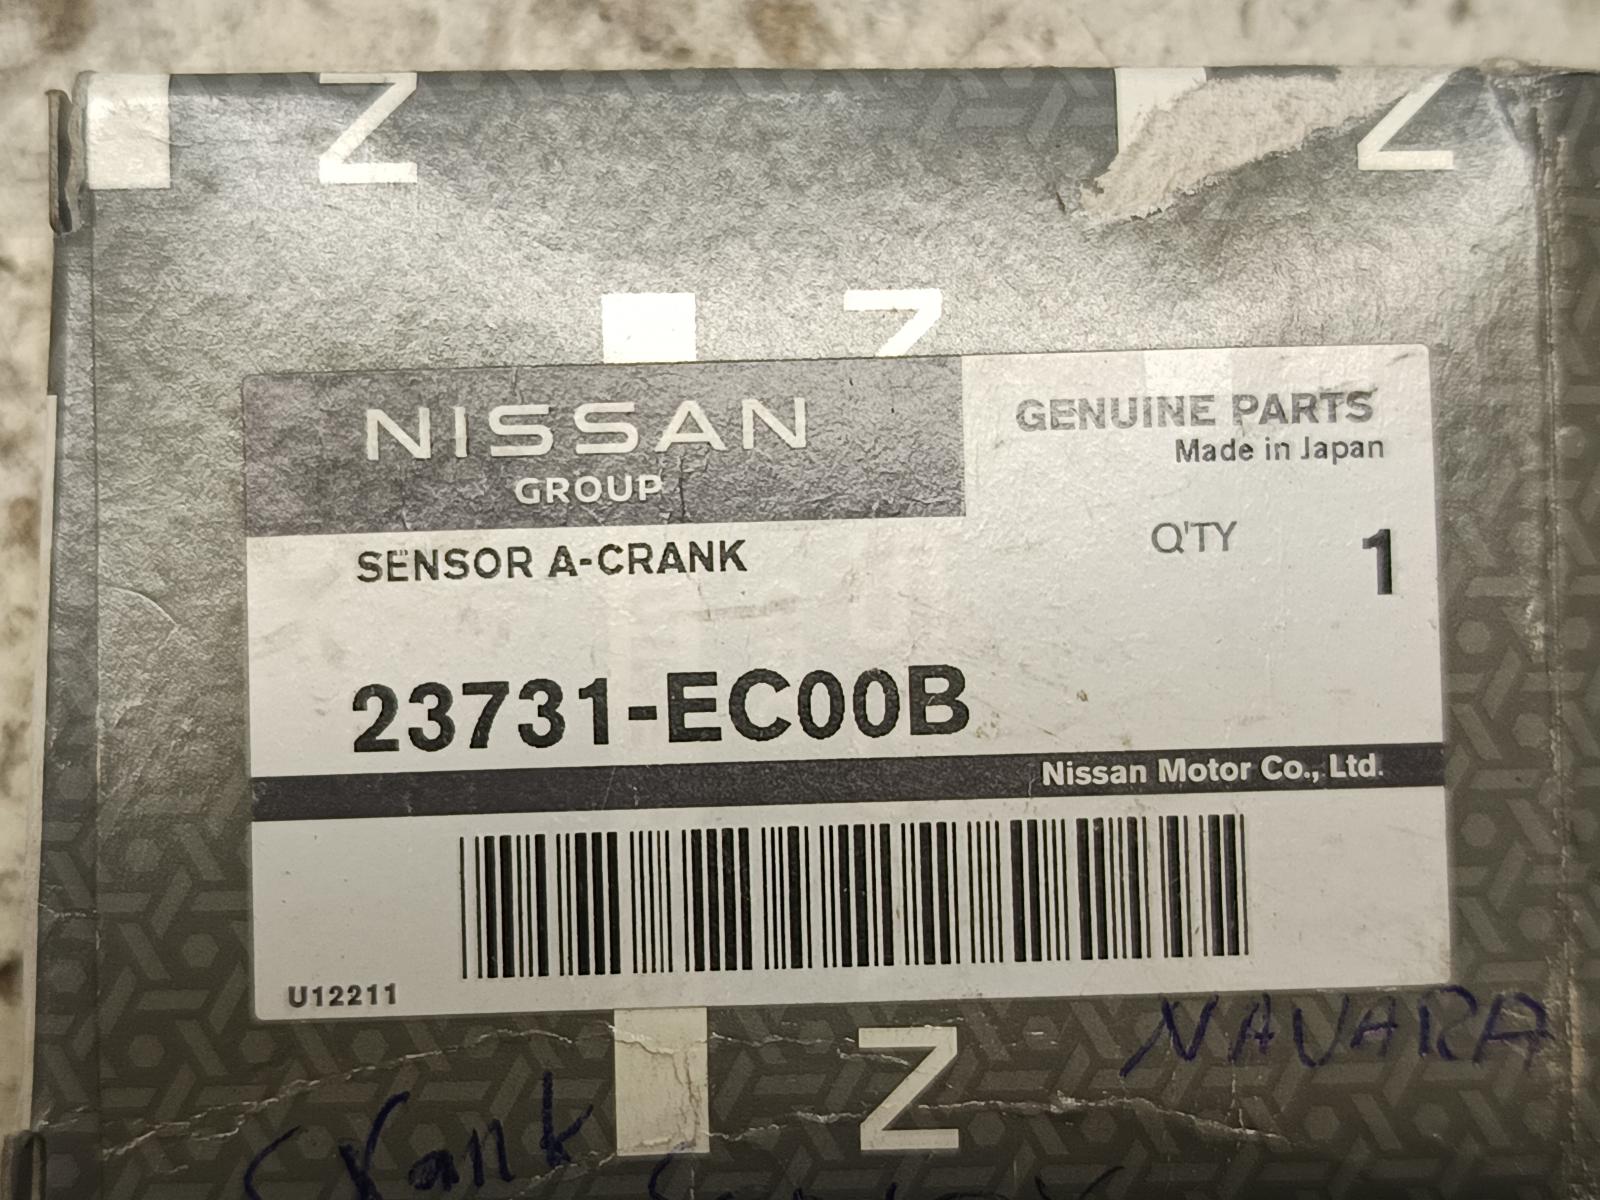 Z
Z
Z
NISSAN
GROUP
GENUINE PARTS
Made in Japan
SENSOR A-CRANK
Q'TY 1
23731-EC00B
Nissan Motor Co., Ltd.
U12211
NAVARA
Z
Crank